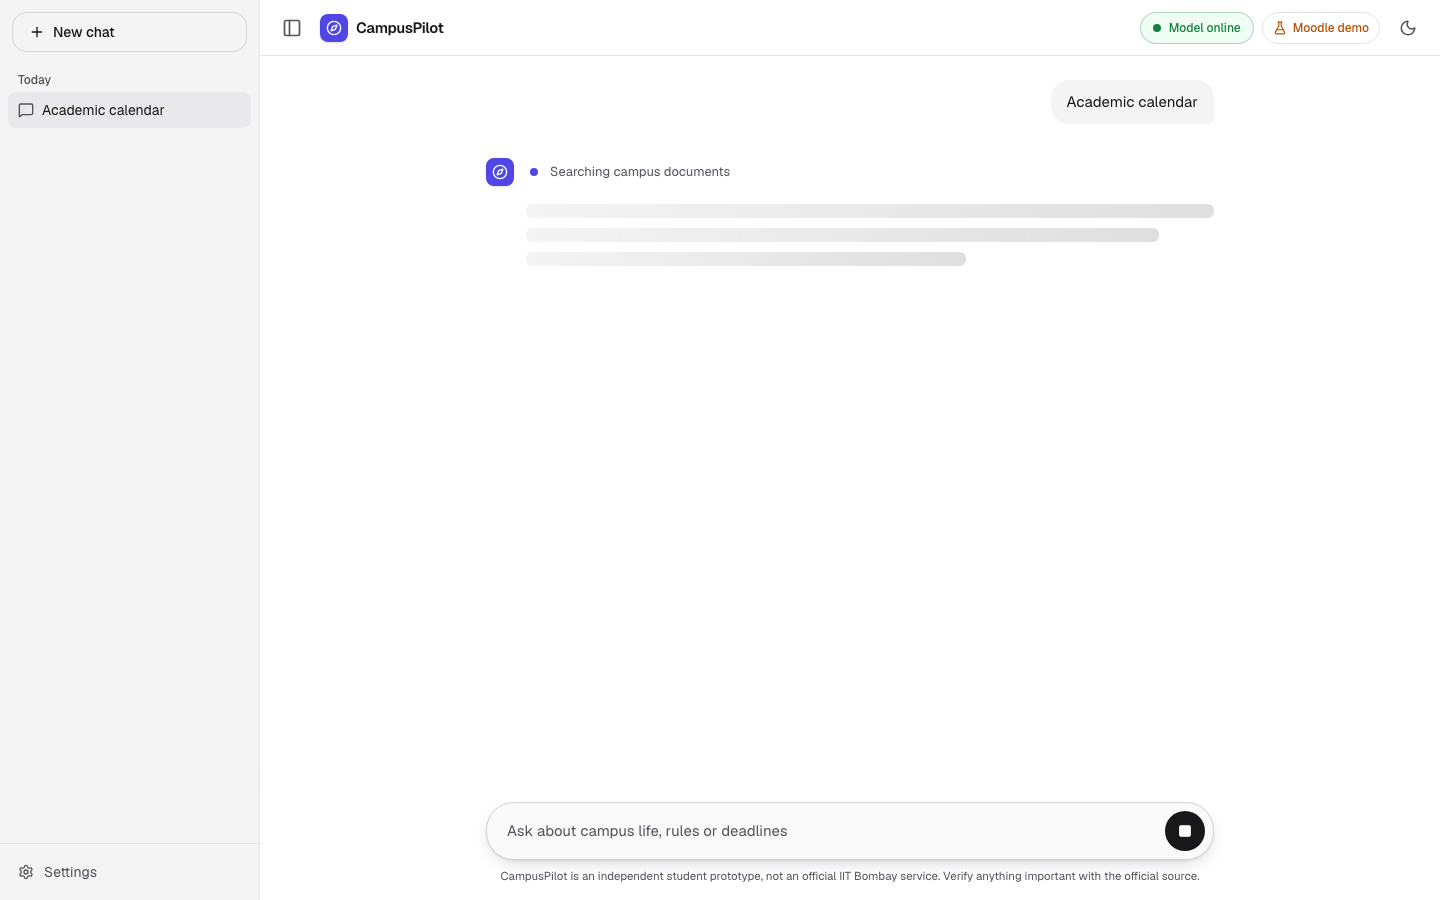 New chat
Today
Academic calendar
Settings
CampusPilot
Model online
Moodle demo
Academic calendar
Searching campus documents
Ask about campus life, rules or deadlines
CampusPilot is an independent student prototype, not an official IIT Bombay service. Verify anything important with the official source.